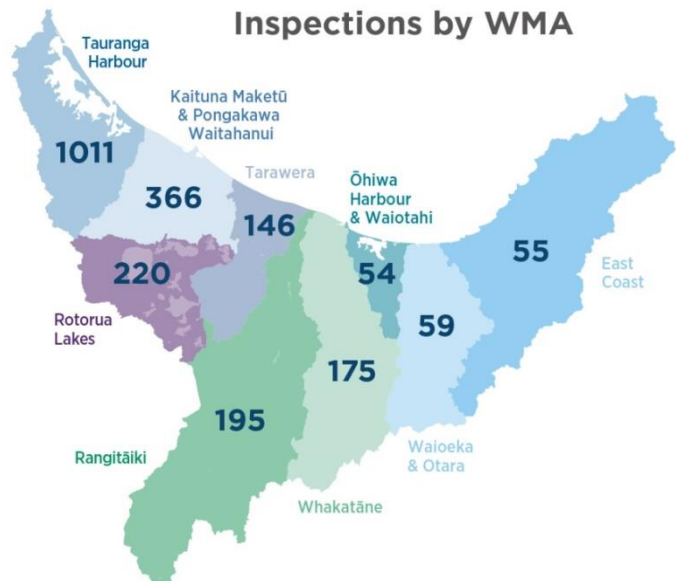 Inspections by WMA
Tauranga
Harbour
Kaituna Maketū
& Pongakawa
Waitahanui
Tarawera
Ōhiwa
Harbour
& Waiotahi
1011
366
146
220
54
55
East
Coast
59
Rotorua
Lakes
175
195
Rangitāiki
Waioeka
& Otara
Whakatāne